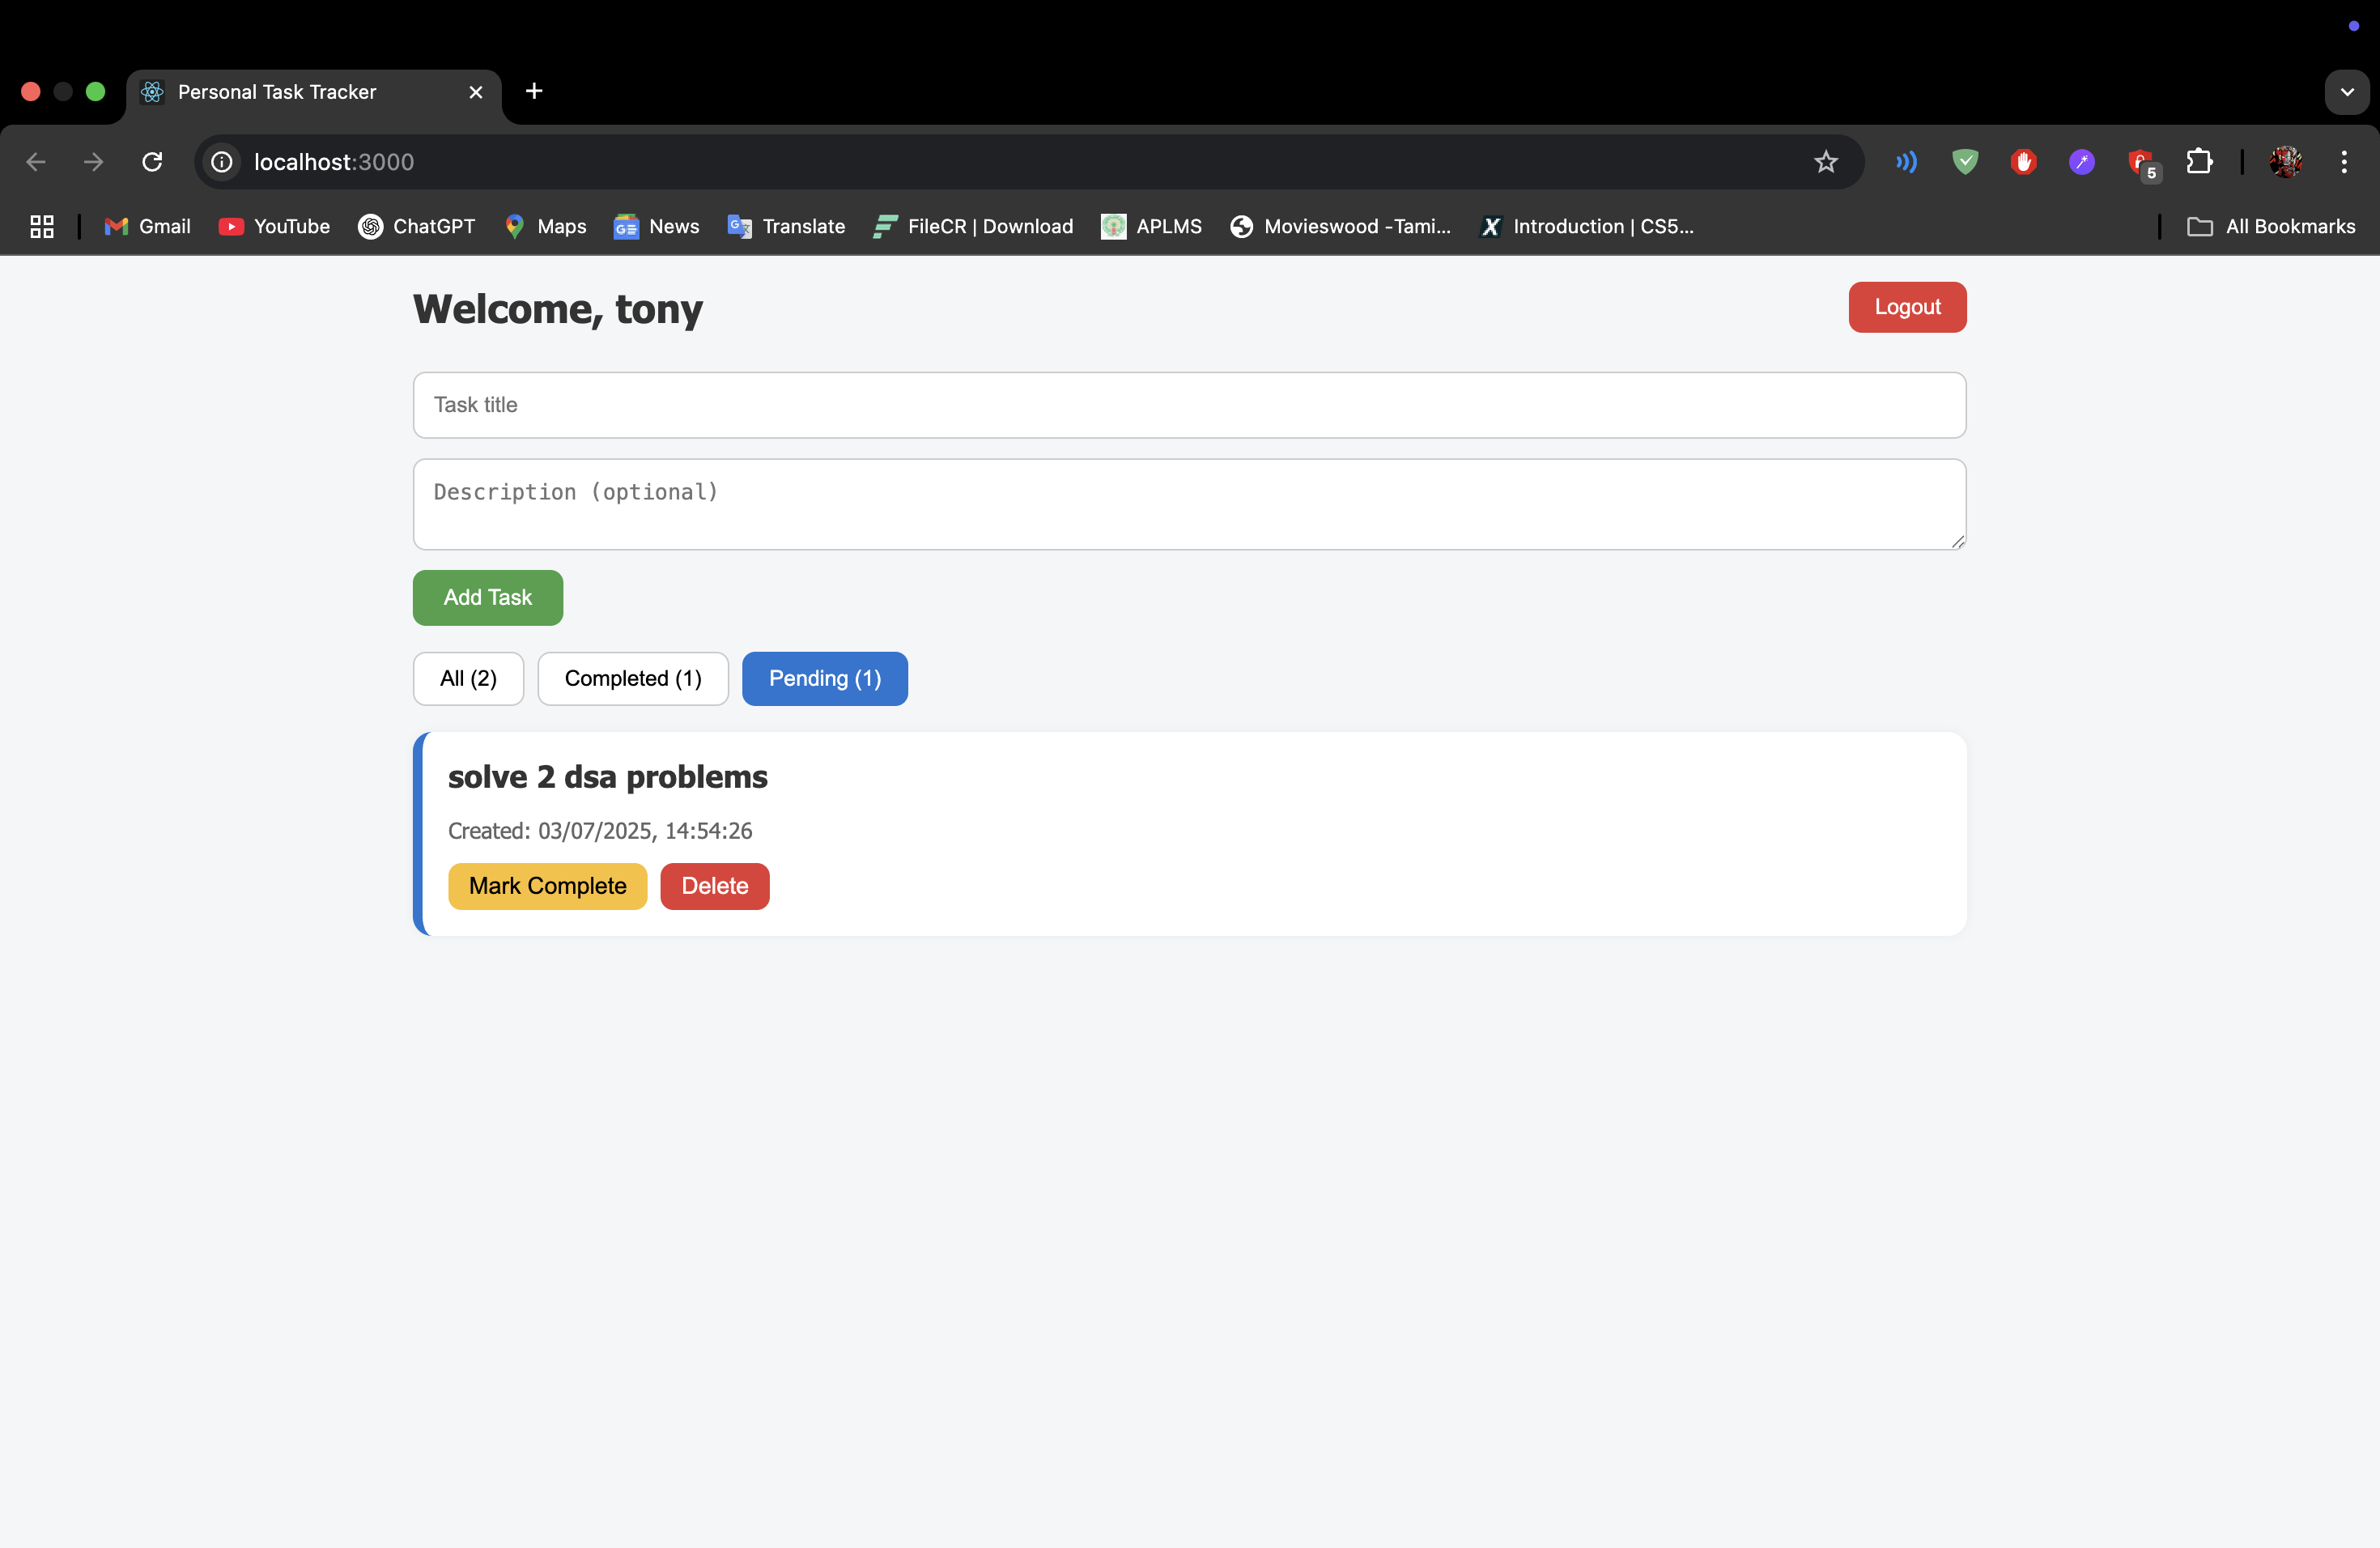 Personal Task Tracker
localhost:3000
5
Gmail YouTube ChatGPT Maps News Translate FileCR | Download APLMS Movieswood -Tami... Introduction | CS5... All Bookmarks
Welcome, tony Logout
Task title
Description (optional)
Add Task
All (2) Completed (1) Pending (1)
solve 2 dsa problems
Created: 03/07/2025, 14:54:26
Mark Complete Delete